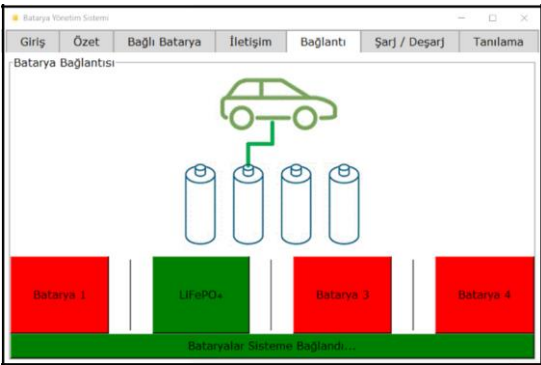 Batarya Yönetim Sistemi
Giriş Özet Bağlı Batarya İletişim Bağlantı Şarj / Deşarj Tanılama
Batarya Bağlantısı
Batarya 1 LiFePO4 Batarya 3 Batarya 4
Bataryalar Sisteme Bağlandı...